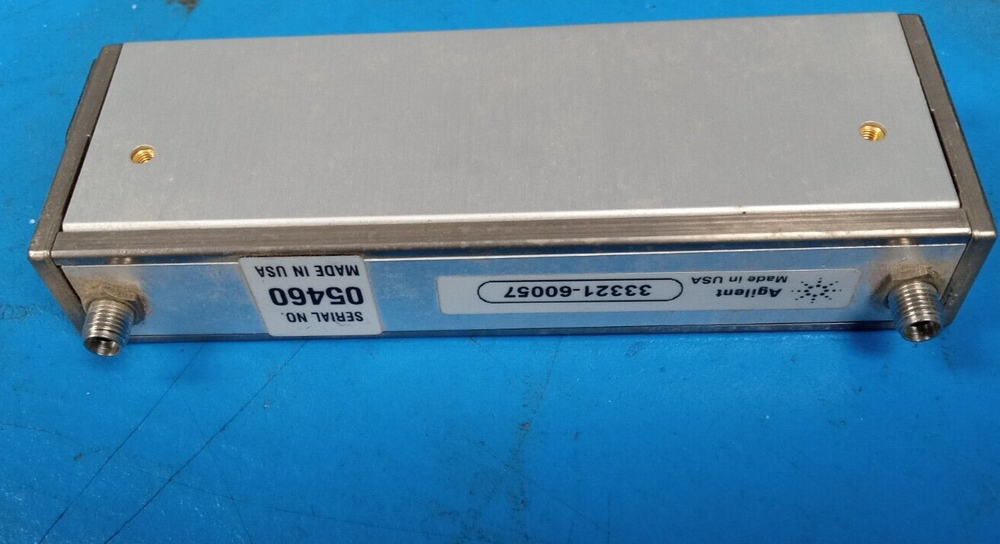 Agilent
Made in USA
33321-60057
SERIAL NO.
05460
MADE IN USA